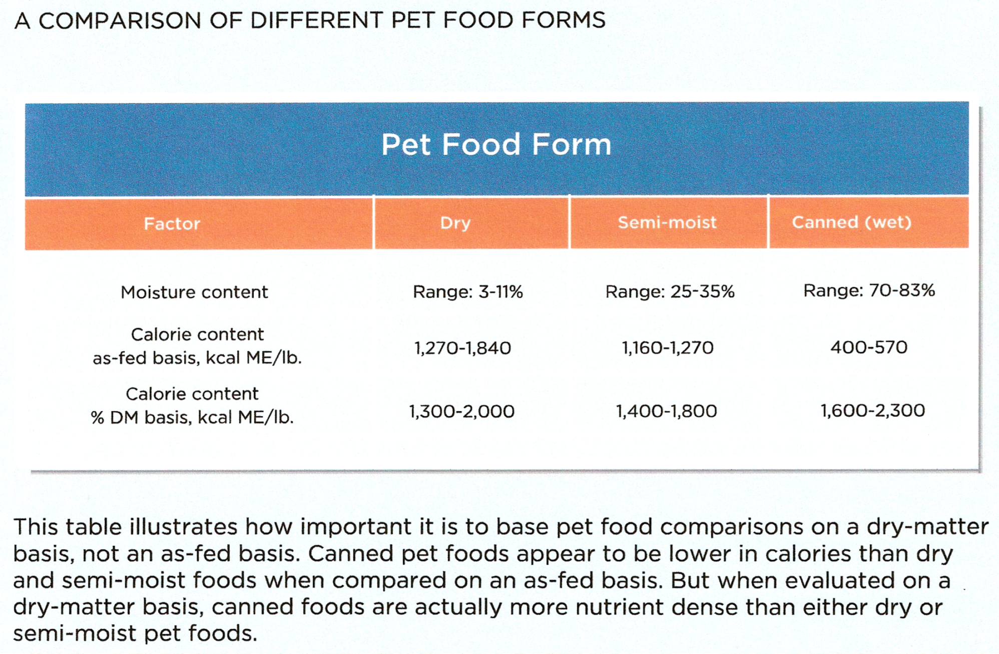 A COMPARISON OF DIFFERENT PET FOOD FORMS
Pet Food Form
Factor Dry Semi-moist Canned (wet)
Moisture content Range: 3-11% Range: 25-35% Range: 70-83%
Calorie content
as-fed basis, kcal ME/lb. 1,270-1,840 1,160-1,270 400-570
Calorie content
% DM basis, kcal ME/lb. 1,300-2,000 1,400-1,800 1,600-2,300
This table illustrates how important it is to base pet food comparisons on a dry-matter
basis, not an as-fed basis. Canned pet foods appear to be lower in calories than dry
and semi-moist foods when compared on an as-fed basis. But when evaluated on a
dry-matter basis, canned foods are actually more nutrient dense than either dry or
semi-moist pet foods.